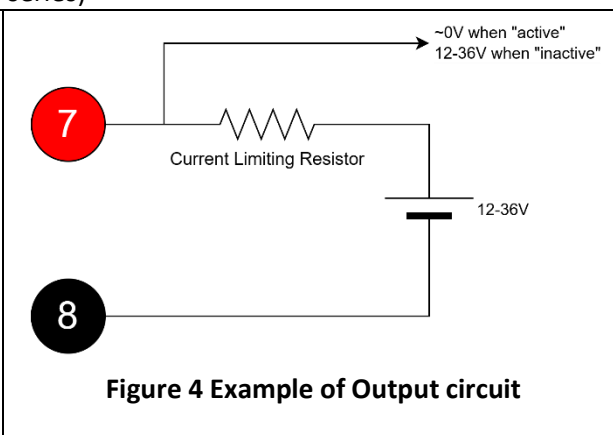 series)
~0V when "active"
12-36V when "inactive"
7
Current Limiting Resistor
12-36V
8
Figure 4 Example of Output circuit